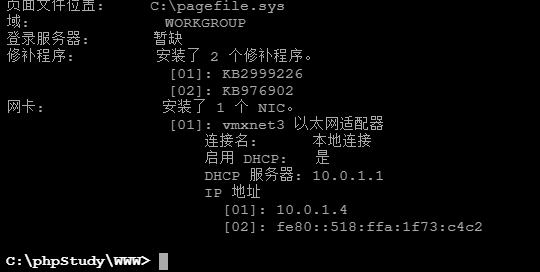 页面文件位置:     C:\pagefile.sys
域:               WORKGROUP
登录服务器:       暂缺
修补程序:         安装了 2 个修补程序。
                  [01]: KB2999226
                  [02]: KB976902
网卡:             安装了 1 个 NIC。
                  [01]: vmxnet3 以太网适配器
                      连接名:      本地连接
                      启用 DHCP:   是
                      DHCP 服务器: 10.0.1.1
                      IP 地址
                        [01]: 10.0.1.4
                        [02]: fe80::518:ffa:1f73:c4c2
C:\phpStudy\WWW>